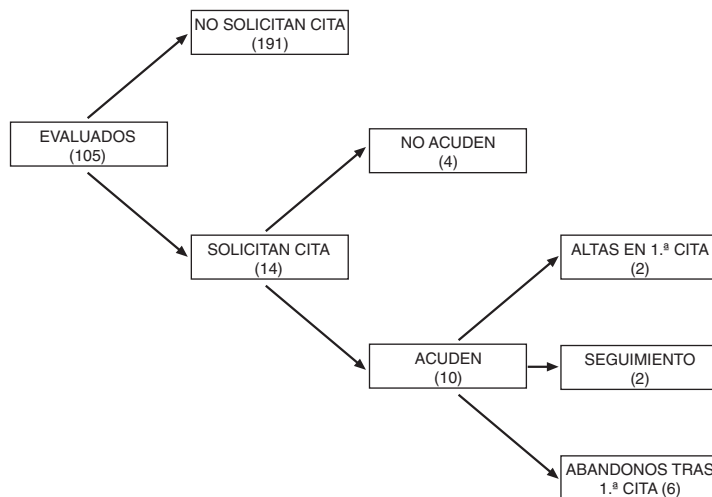 NO SOLICITAN CITA
(191)
EVALUADOS
(105)
NO ACUDEN
(4)
SOLICITAN CITA
(14)
ALTAS EN 1.ª CITA
(2)
ACUDEN
(10)
SEGUIMIENTO
(2)
ABANDONOS TRAS
1.ª CITA (6)